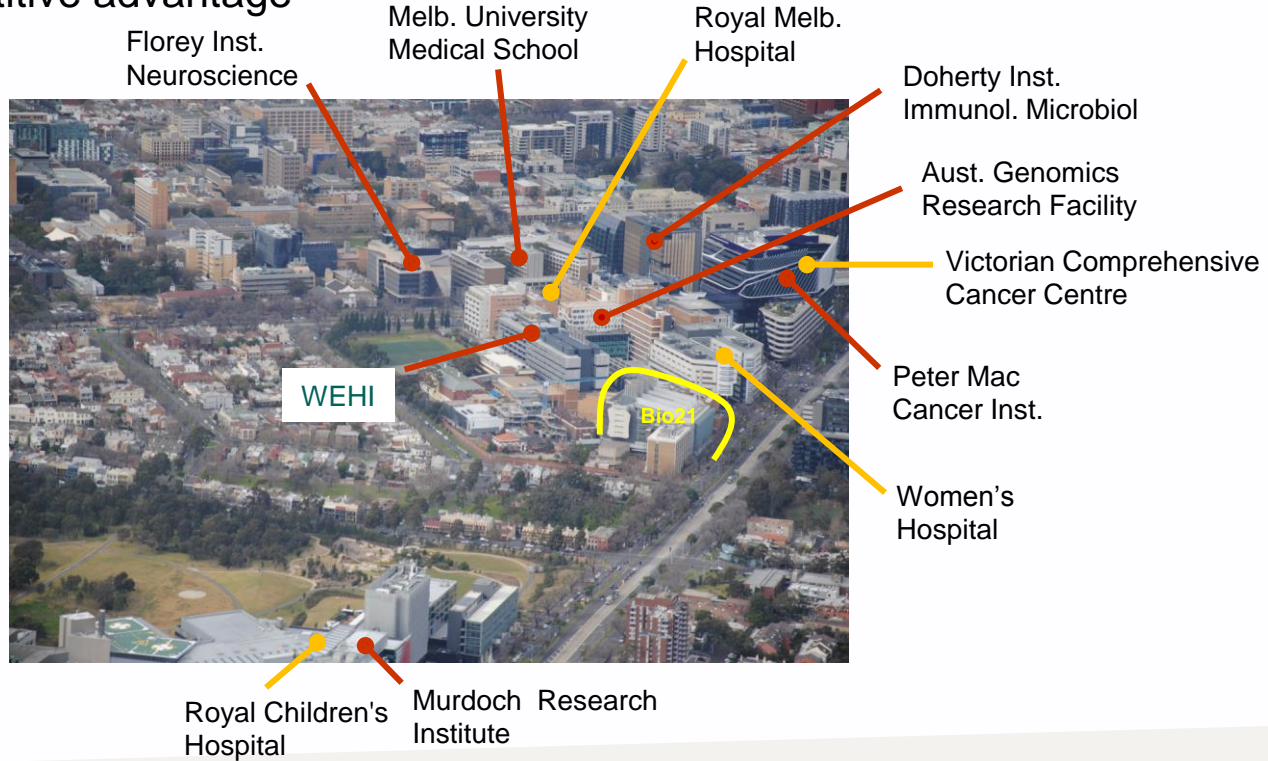 advantage
Melb. University
Medical School
Royal Melb.
Hospital
Florey Inst.
Neuroscience
Doherty Inst.
Immunol. Microbiol
Aust. Genomics
Research Facility
Victorian Comprehensive
Cancer Centre
WEHI
Peter Mac
Cancer Inst.
Bio21
Women's
Hospital
Royal Children's
Hospital
Murdoch Research
Institute